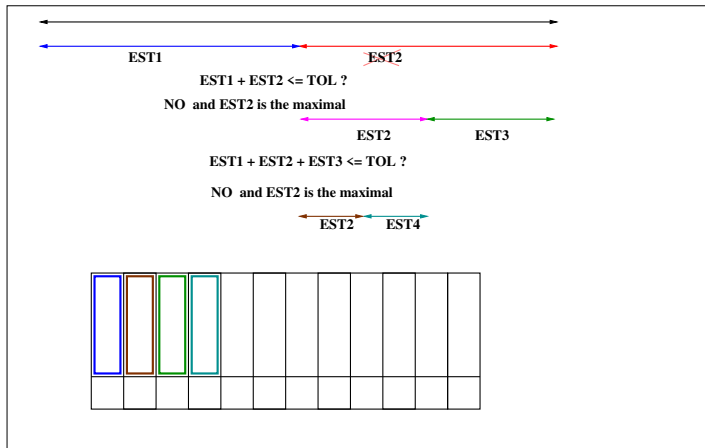 EST1
EST2
EST1 + EST2 <= TOL ?
NO and EST2 is the maximal
EST2
EST3
EST1 + EST2 + EST3 <= TOL ?
NO and EST2 is the maximal
EST2
EST4